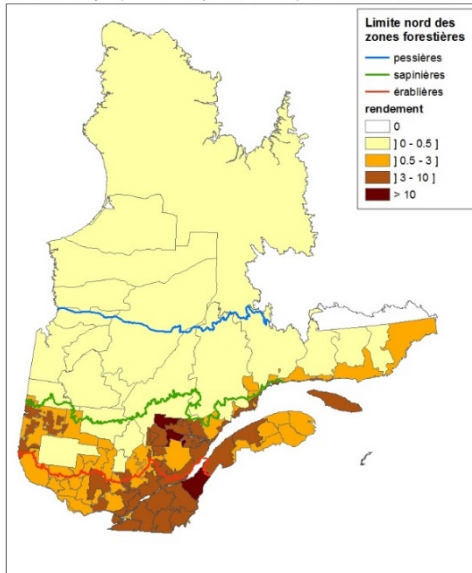 Limite nord des
zones forestières
pessières
sapinières
érablières
rendement
0
] 0 - 0.5 ]
] 0.5 - 3 ]
] 3 - 10 ]
> 10